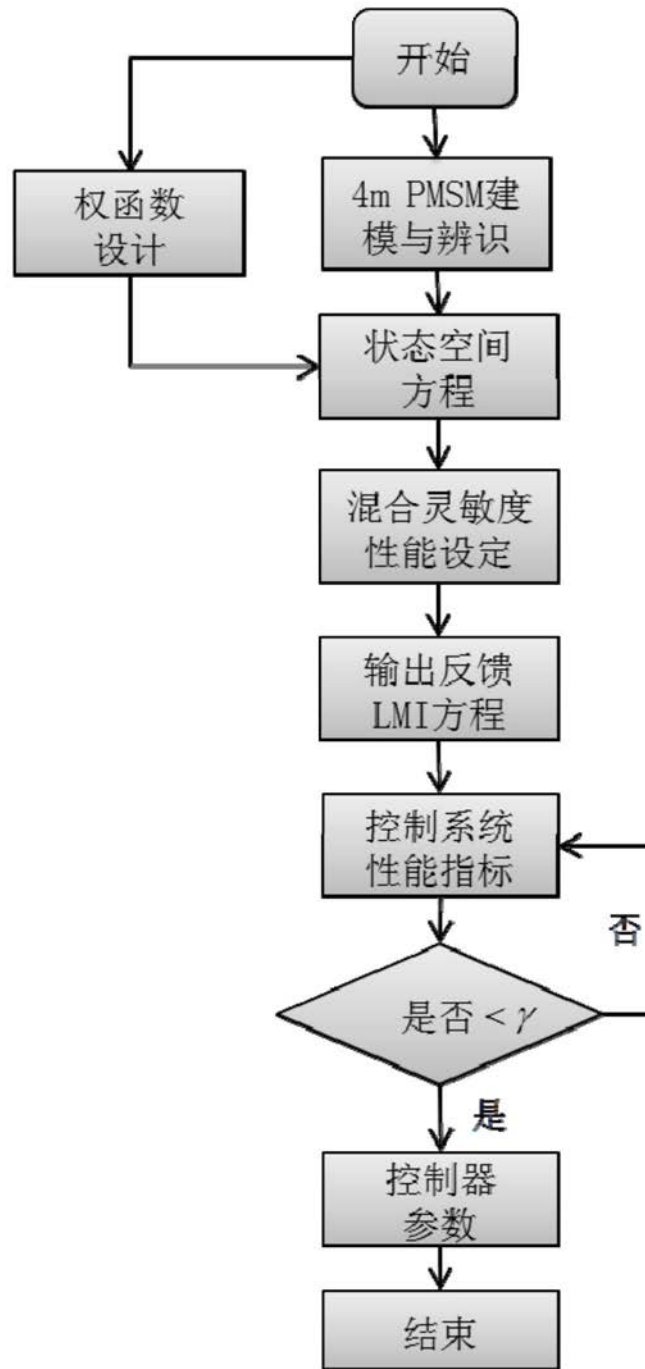 开始
权函数
设计
4m PMSM建
模与辨识
状态空间
方程
混合灵敏度
性能设定
输出反馈
LMI方程
控制系统
性能指标
否
是否<γ
是
控制器
参数
结束